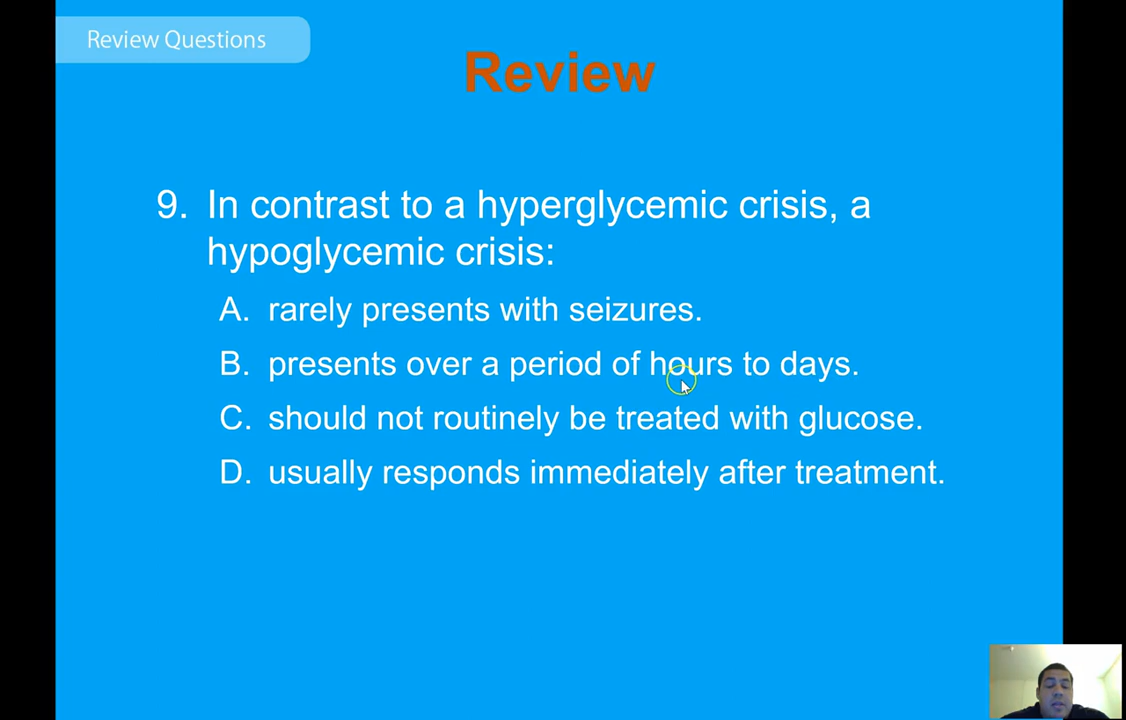 Review Questions
Review
9. In contrast to a hyperglycemic crisis, a
hypoglycemic crisis:
A. rarely presents with seizures.
B. presents over a period of hours to days.
C. should not routinely be treated with glucose.
D. usually responds immediately after treatment.